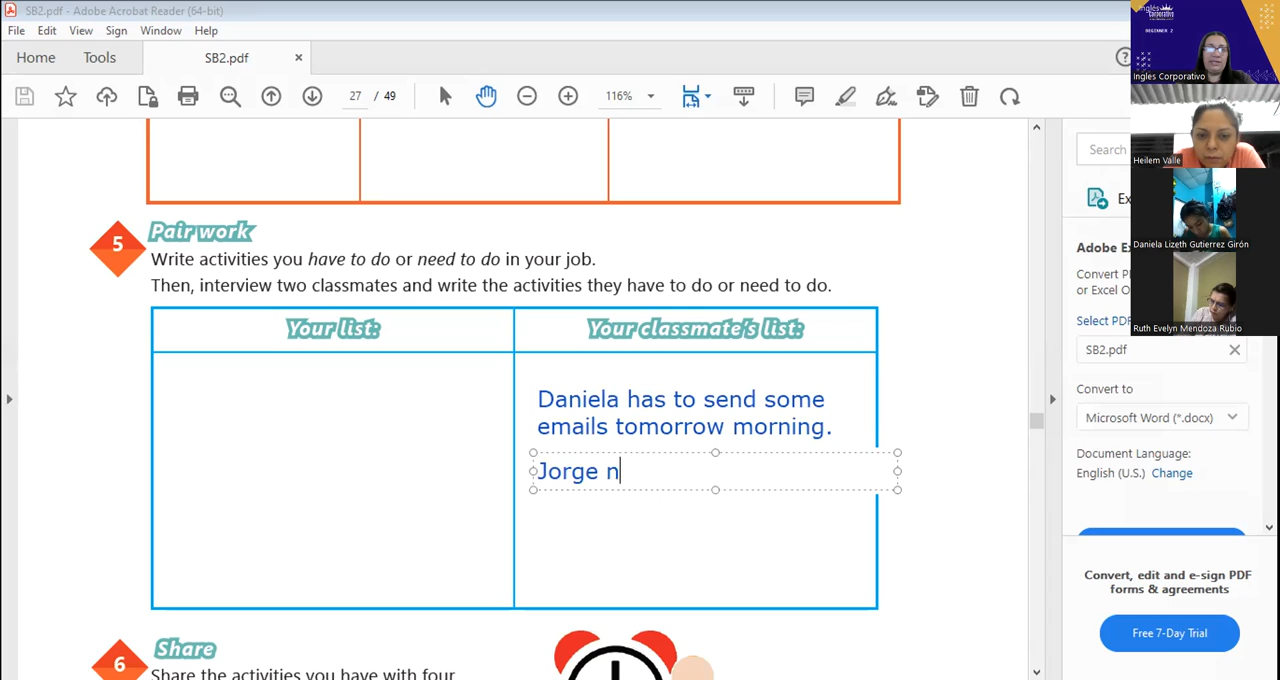 SB2.pdf - Adobe Acrobat Reader (64-bit)
File Edit View Sign Window Help
Home Tools SB2.pdf ×
27 / 49 116%
Inglés Corporativo
BEGINNER 2
Ingles Corporativo
Heilem Valle
Daniela Lizeth Gutierrez Girón
Ruth Evelyn Mendoza Rubio
5 Pair work
Write activities you have to do or need to do in your job.
Then, interview two classmates and write the activities they have to do or need to do.
Your list:
Your classmate's list:
Daniela has to send some
emails tomorrow morning.
Jorge n
6 Share
Share the activities you have with four
Search
Ex
Adobe Ex
Convert P
or Excel O
Select PDF
SB2.pdf
Convert to
Microsoft Word (*.docx)
Document Language:
English (U.S.) Change
Convert, edit and e-sign PDF
forms & agreements
Free 7-Day Trial